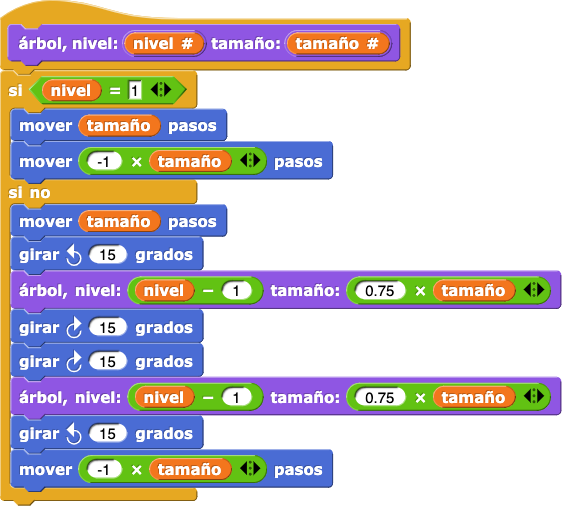 árbol, nivel: nivel # tamaño: tamaño #
si nivel = 1
mover tamaño pasos
mover -1 × tamaño pasos
si no
mover tamaño pasos
girar 15 grados
árbol, nivel: nivel − 1 tamaño: 0.75 × tamaño
girar 15 grados
girar 15 grados
árbol, nivel: nivel − 1 tamaño: 0.75 × tamaño
girar 15 grados
mover -1 × tamaño pasos